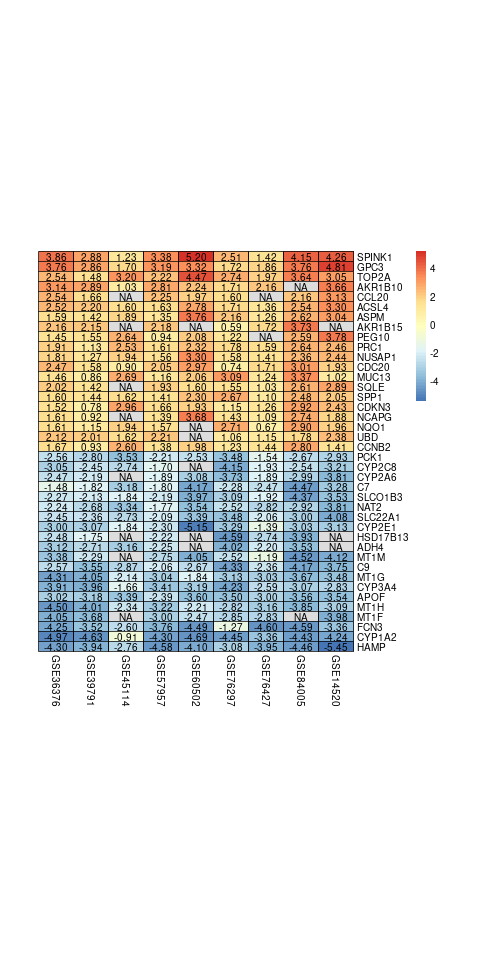 3.86 2.88 1.23 3.38 5.20 2.51 1.42 4.15 4.26 SPINK1
3.76 2.86 1.70 3.19 3.32 1.72 1.86 3.76 4.81 GPC3
2.54 1.48 3.20 2.22 4.47 2.74 1.97 3.64 3.05 TOP2A
3.14 2.89 1.03 2.81 2.24 1.71 2.16 NA 3.66 AKR1B10
2.54 1.66 NA 2.25 1.97 1.60 NA 2.16 3.13 CCL20
2.52 2.20 1.60 1.63 2.78 1.71 1.36 2.54 3.30 ACSL4
1.59 1.42 1.89 1.35 3.76 2.16 1.26 2.62 3.04 ASPM
2.16 2.15 NA 2.18 NA 0.59 1.72 3.73 NA AKR1B15
1.45 1.55 2.64 0.94 2.08 1.22 NA 2.59 3.78 PEG10
1.91 1.13 2.53 1.61 2.32 1.78 1.59 2.64 2.46 PRC1
1.81 1.27 1.94 1.56 3.30 1.58 1.41 2.36 2.44 NUSAP1
2.47 1.58 0.90 2.05 2.97 0.74 1.71 3.01 1.93 CDC20
1.46 0.86 2.69 1.16 2.06 3.09 1.24 3.37 1.02 MUC13
2.02 1.42 NA 1.93 1.60 1.55 1.03 2.61 2.89 SQLE
1.60 1.44 1.62 1.41 2.30 2.67 1.10 2.48 2.05 SPP1
1.52 0.78 2.96 1.66 1.93 1.15 1.26 2.92 2.43 CDKN3
1.61 0.92 NA 1.39 3.68 1.43 1.09 2.74 1.88 NCAPG
1.61 1.15 1.94 1.57 NA 2.71 0.67 2.90 1.96 NQO1
2.12 2.01 1.62 2.21 NA 1.06 1.15 1.78 2.38 UBD
1.67 0.93 2.60 1.38 1.98 1.23 1.44 2.80 1.41 CCNB2
-2.56 -2.80 -3.53 -2.21 -2.53 -3.48 -1.54 -2.67 -2.93 PCK1
-3.05 -2.45 -2.74 -1.70 NA -4.15 -1.93 -2.54 -3.21 CYP2C8
-2.47 -2.19 NA -1.89 -3.08 -3.73 -1.89 -2.99 -3.81 CYP2A6
-1.48 -1.82 -3.18 -1.80 -4.17 -2.28 -2.47 -4.47 -3.28 C7
-2.27 -2.13 -1.84 -2.19 -3.97 -3.09 -1.92 -4.37 -3.53 SLCO1B3
-2.24 -2.68 -3.34 -1.77 -3.54 -2.52 -2.82 -2.92 -3.81 NAT2
-2.45 -2.36 -2.73 -2.09 -3.39 -3.48 -2.06 -3.00 -4.08 SLC22A1
-3.00 -3.07 -1.84 -2.30 -5.15 -3.29 -1.39 -3.03 -3.13 CYP2E1
-2.48 -1.75 NA -2.22 NA -4.59 -2.74 -3.93 NA HSD17B13
-3.12 -2.71 NA -3.16 NA -4.02 -2.20 -3.53 NA ADH4
-3.38 -2.29 NA -2.75 -4.05 -2.52 -1.19 -4.52 -4.12 MT1M
-2.57 -3.55 -2.87 -2.06 -2.67 -4.33 -2.36 -4.17 -3.75 C9
-4.31 -4.05 -2.14 -3.04 -1.84 -3.13 -3.03 -3.67 -3.48 MT1G
-3.91 -3.96 -1.66 -3.41 -3.19 -4.23 -2.59 -3.07 -2.83 CYP3A4
-3.02 -3.18 -3.39 -2.39 -3.60 -3.50 -3.00 -3.56 -3.54 APOF
-4.50 -4.01 -2.34 -3.22 -2.21 -2.82 -3.16 -3.85 -3.09 MT1H
-4.05 -3.68 NA -3.00 -2.47 -2.85 -2.83 NA -3.98 MT1F
-4.25 -3.52 -2.60 -3.76 -4.49 -1.27 -4.60 -4.59 -3.36 FCN3
-4.97 -4.63 -0.91 -4.30 -4.69 -4.45 -3.36 -4.43 -4.24 CYP1A2
-4.30 -3.94 -2.76 -4.58 -4.10 -3.08 -3.95 -4.46 -5.45 HAMP
GSE36376
GSE39791
GSE45114
GSE57957
GSE60502
GSE76297
GSE76427
GSE84005
GSE14520
4
2
0
-2
-4